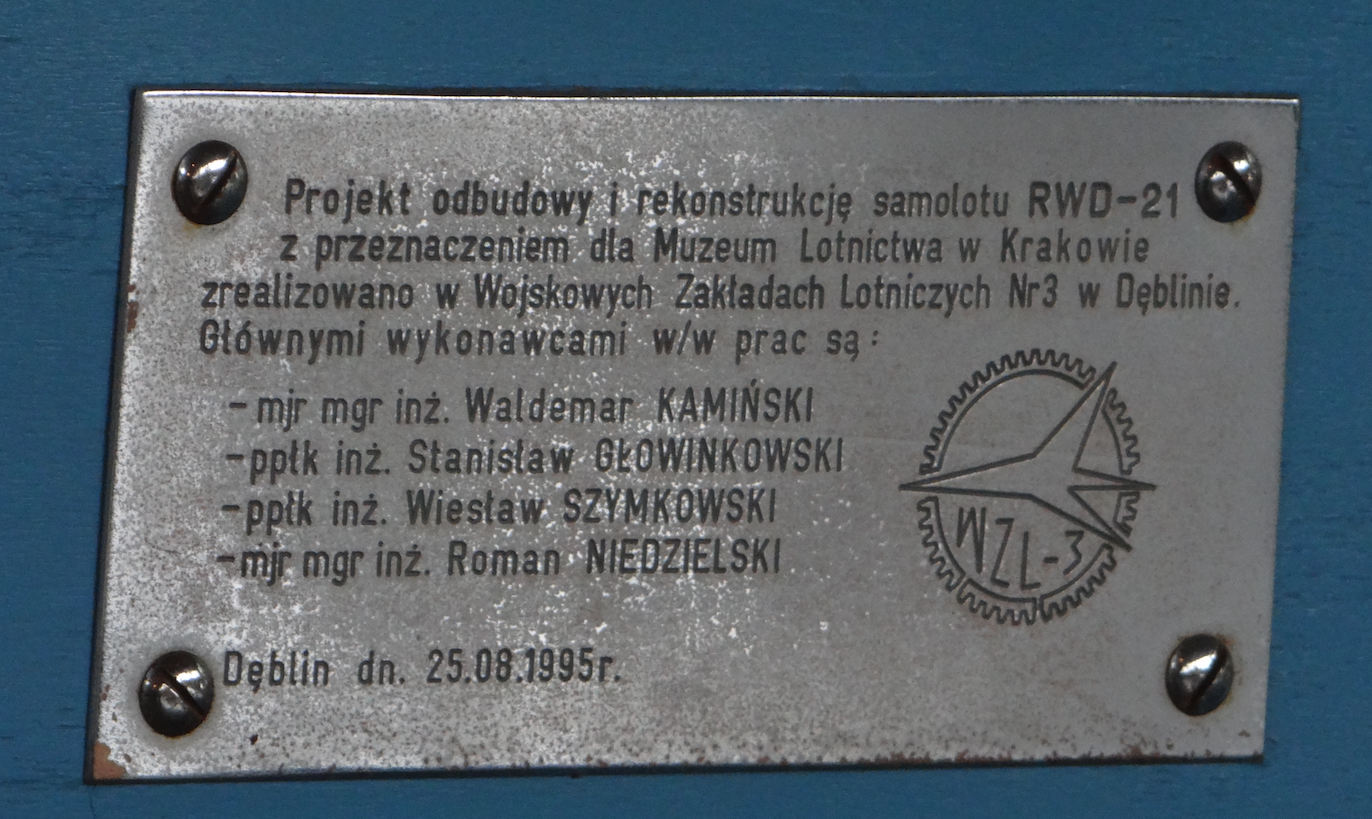 Projekt odbudowy i rekonstrukcję samolotu RWD-21
z przeznaczeniem dla Muzeum Lotnictwa w Krakowie
zrealizowano w Wojskowych Zakładach Lotniczych Nr3 w Dęblinie.
Głównymi wykonawcami w/w prac są:
-mjr mgr inż. Waldemar KAMIŃSKI
-ppłk inż. Stanisław GŁOWINKOWSKI
-ppłk inż. Wiesław SZYMKOWSKI
-mjr mgr inż. Roman NIEDZIELSKI
WZL-3
Dęblin dn. 25.08.1995r.